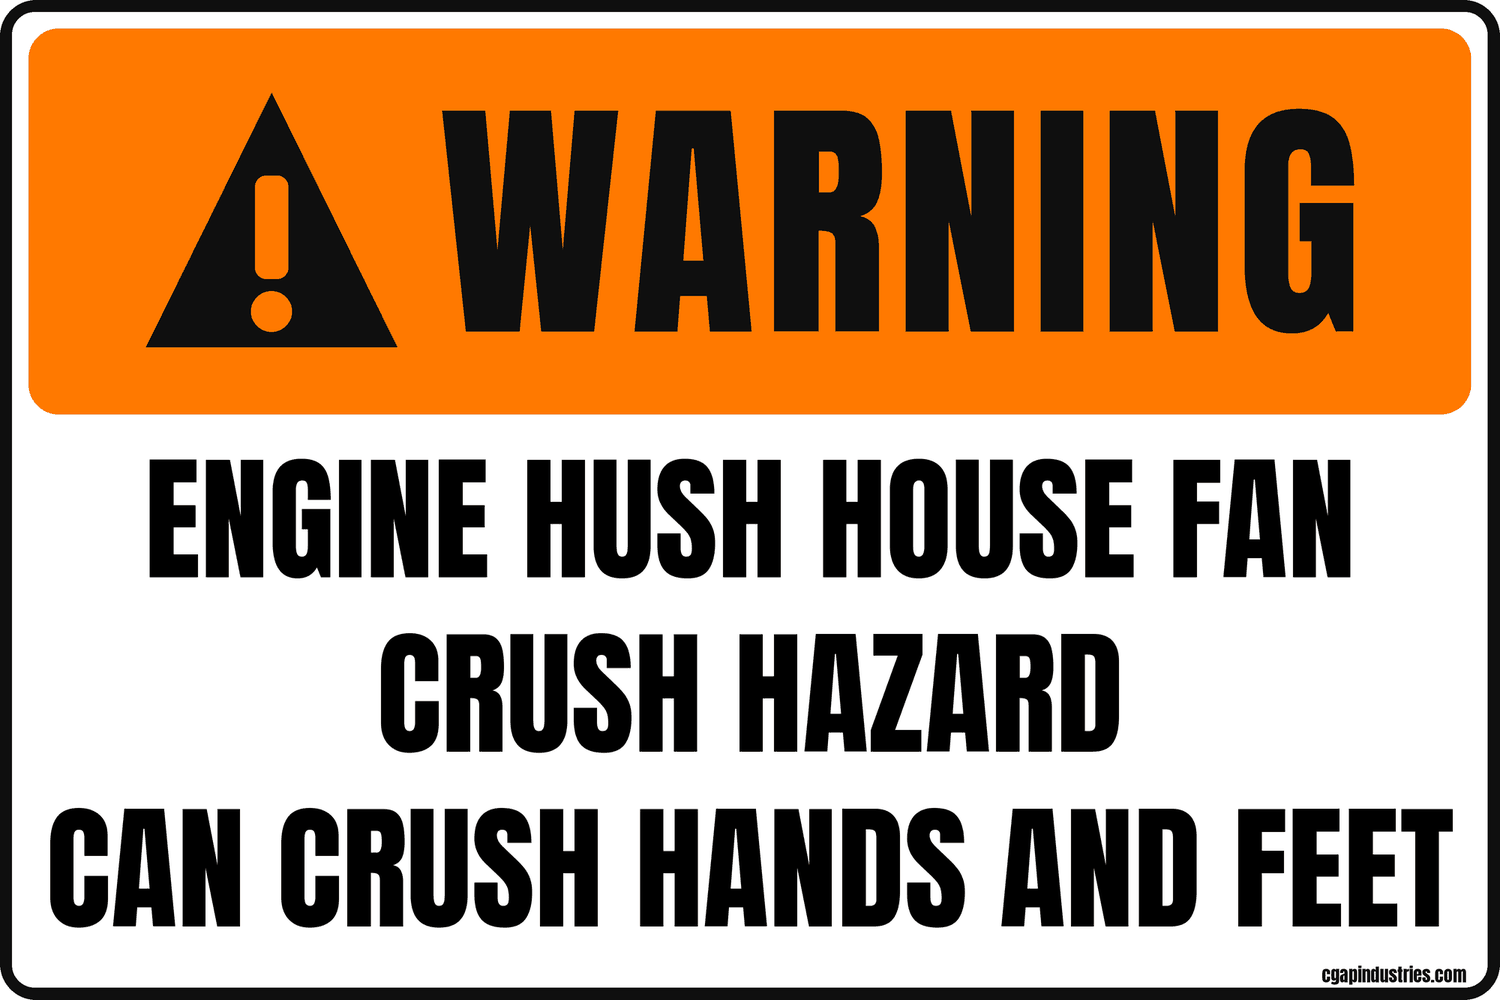 WARNING
ENGINE HUSH HOUSE FAN
CRUSH HAZARD
CAN CRUSH HANDS AND FEET
cgapindustries.com